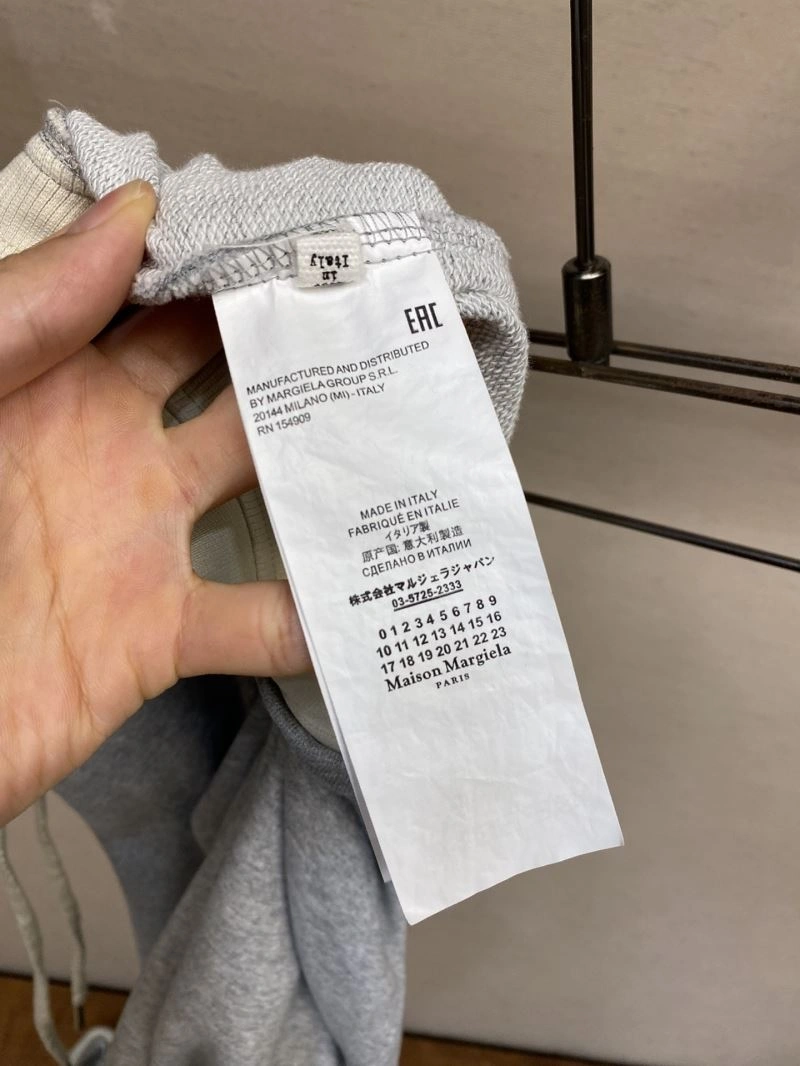 in
Italy
EAC
MANUFACTURED AND DISTRIBUTED
BY MARGIELA GROUP S.R.L.
20144 MILANO (MI) - ITALY
RN 154909
MADE IN ITALY
FABRIQUÉ EN ITALIE
イタリア製
原产国: 意大利製造
СДЕЛАНО В ИТАЛИИ
株式会社マルジェラジャパン
03-5725-2333
0 1 2 3 4 5 6 7 8 9
10 11 12 13 14 15 16
17 18 19 20 21 22 23
Maison Margiela
PARIS